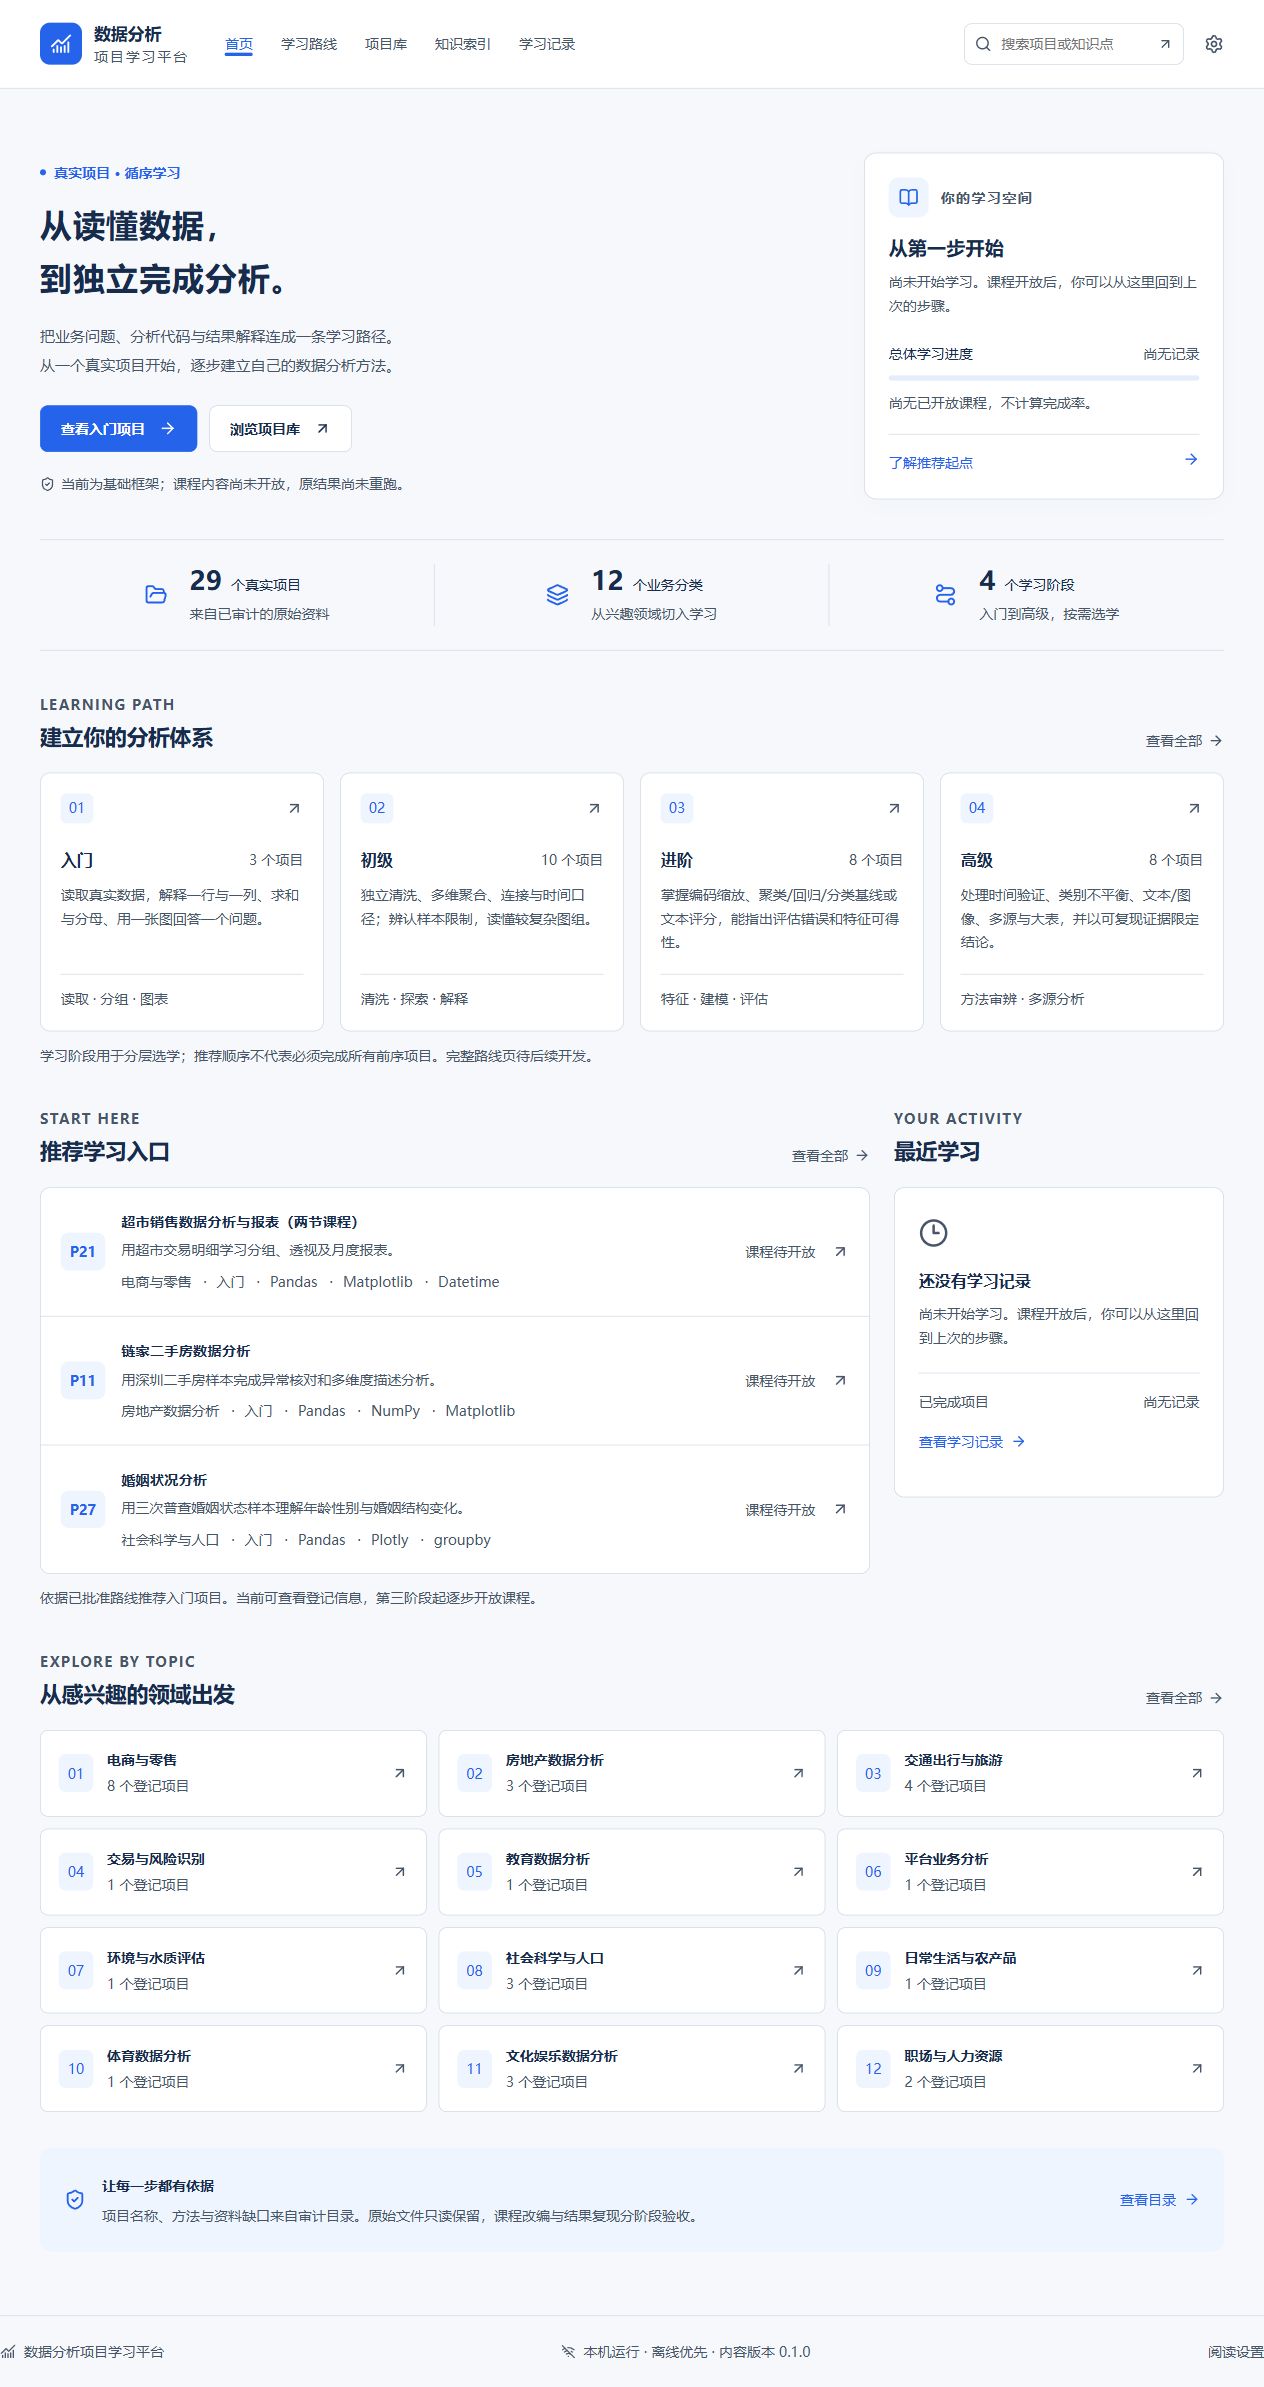 数据分析
项目学习平台
首页
学习路线
项目库
知识索引
学习记录
搜索项目或知识点
真实项目 • 循序学习
从读懂数据，
到独立完成分析。
把业务问题、分析代码与结果解释连成一条学习路径。
从一个真实项目开始，逐步建立自己的数据分析方法。
查看入门项目
浏览项目库
当前为基础框架；课程内容尚未开放，原结果尚未重跑。
你的学习空间
从第一步开始
尚未开始学习。课程开放后，你可以从这里回到上
次的步骤。
总体学习进度
尚无记录
尚无已开放课程，不计算完成率。
了解推荐起点
29 个真实项目
来自已审计的原始资料
12 个业务分类
从兴趣领域切入学习
4 个学习阶段
入门到高级，按需选学
LEARNING PATH
建立你的分析体系
查看全部
01
入门
3 个项目
读取真实数据，解释一行与一列、求和
与分母、用一张图回答一个问题。
读取 · 分组 · 图表
02
初级
10 个项目
独立清洗、多维聚合、连接与时间口
径；辨认样本限制，读懂较复杂图组。
清洗 · 探索 · 解释
03
进阶
8 个项目
掌握编码缩放、聚类/回归/分类基线或
文本评分，能指出评估错误和特征可得
性。
特征 · 建模 · 评估
04
高级
8 个项目
处理时间验证、类别不平衡、文本/图
像、多源与大表，并以可复现证据限定
结论。
方法审辨 · 多源分析
学习阶段用于分层选学；推荐顺序不代表必须完成所有前序项目。完整路线页待后续开发。
START HERE
推荐学习入口
查看全部
P21
超市销售数据分析与报表（两节课程）
用超市交易明细学习分组、透视及月度报表。
电商与零售 · 入门 · Pandas · Matplotlib · Datetime
课程待开放
P11
链家二手房数据分析
用深圳二手房样本完成异常核对和多维度描述分析。
房地产数据分析 · 入门 · Pandas · NumPy · Matplotlib
课程待开放
P27
婚姻状况分析
用三次普查婚姻状态样本理解年龄性别与婚姻结构变化。
社会科学与人口 · 入门 · Pandas · Plotly · groupby
课程待开放
依据已批准路线推荐入门项目。当前可查看登记信息，第三阶段起逐步开放课程。
YOUR ACTIVITY
最近学习
还没有学习记录
尚未开始学习。课程开放后，你可以从这里回
到上次的步骤。
已完成项目
尚无记录
查看学习记录
EXPLORE BY TOPIC
从感兴趣的领域出发
查看全部
01
电商与零售
8 个登记项目
02
房地产数据分析
3 个登记项目
03
交通出行与旅游
4 个登记项目
04
交易与风险识别
1 个登记项目
05
教育数据分析
1 个登记项目
06
平台业务分析
1 个登记项目
07
环境与水质评估
1 个登记项目
08
社会科学与人口
3 个登记项目
09
日常生活与农产品
1 个登记项目
10
体育数据分析
1 个登记项目
11
文化娱乐数据分析
3 个登记项目
12
职场与人力资源
2 个登记项目
让每一步都有依据
项目名称、方法与资料缺口来自审计目录。原始文件只读保留，课程改编与结果复现分阶段验收。
查看目录
数据分析项目学习平台
本机运行 · 离线优先 · 内容版本 0.1.0
阅读设置